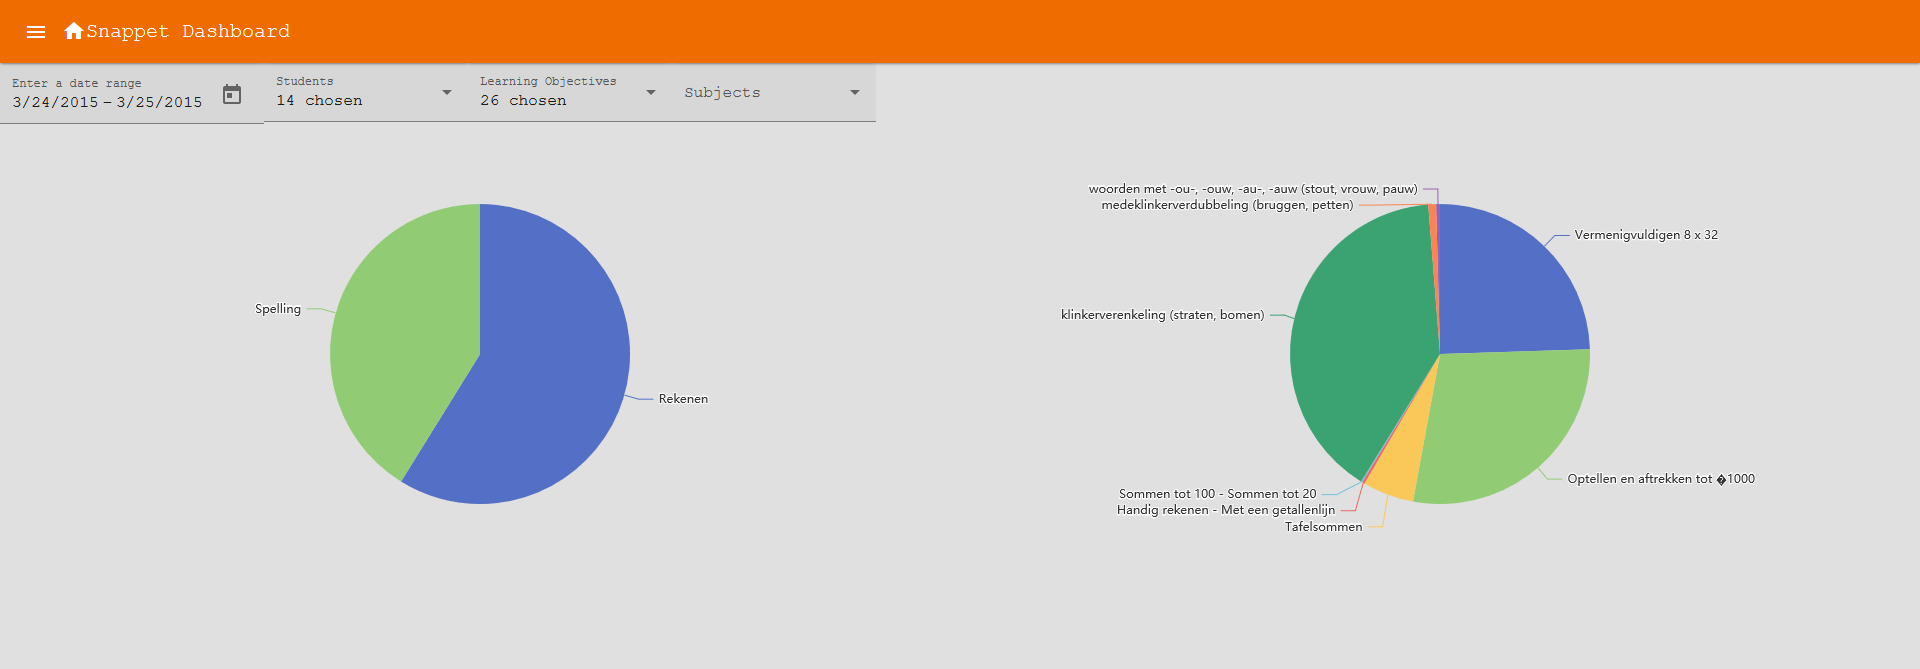 Snappet Dashboard
Enter a date range
3/24/2015 – 3/25/2015
Students
14 chosen
Learning Objectives
26 chosen
Subjects
Spelling
Rekenen
woorden met -ou-, -ouw, -au-, -auw (stout, vrouw, pauw)
medeklinkerverdubbeling (bruggen, petten)
Vermenigvuldigen 8 x 32
klinkerverenkeling (straten, bomen)
Optellen en aftrekken tot �1000
Sommen tot 100 - Sommen tot 20
Handig rekenen - Met een getallenlijn
Tafelsommen